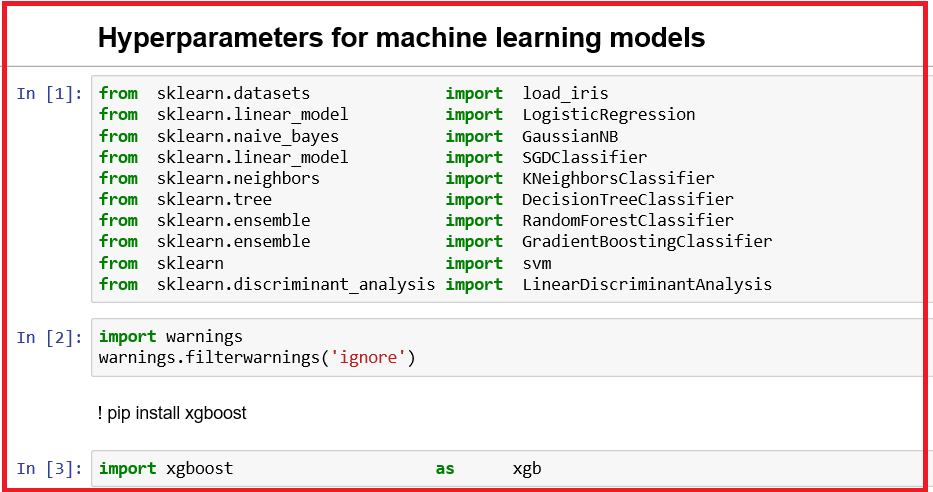 Hyperparameters for machine learning models
In [1]: from sklearn.datasets import load_iris
from sklearn.linear_model import LogisticRegression
from sklearn.naive_bayes import GaussianNB
from sklearn.linear_model import SGDClassifier
from sklearn.neighbors import KNeighborsClassifier
from sklearn.tree import DecisionTreeClassifier
from sklearn.ensemble import RandomForestClassifier
from sklearn.ensemble import GradientBoostingClassifier
from sklearn import svm
from sklearn.discriminant_analysis import LinearDiscriminantAnalysis
In [2]: import warnings
warnings.filterwarnings('ignore')
! pip install xgboost
In [3]: import xgboost as xgb